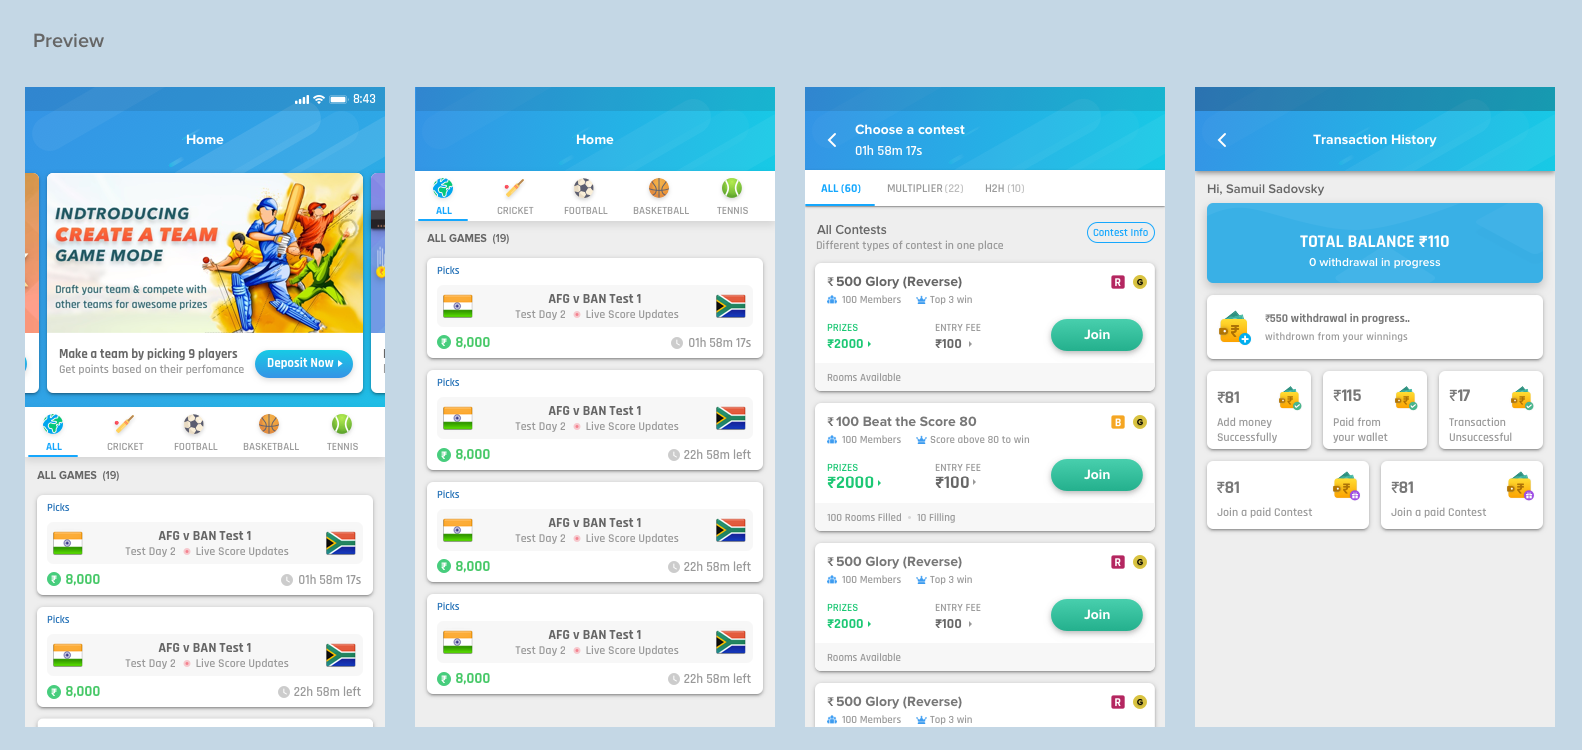 Preview
8:43
Home
INDTRODUCING
CREATE A TEAM
GAME MODE
Draft your team & compete with
other teams for awesome prizes
Make a team by picking 9 players
Get points based on their perfomance
Deposit Now
ALL CRICKET FOOTBALL BASKETBALL TENNIS
ALL GAMES (19)
Picks
AFG v BAN Test 1
Test Day 2 Live Score Updates
₹ 8,000 01h 58m 17s
Picks
AFG v BAN Test 1
Test Day 2 Live Score Updates
₹ 8,000 22h 58m left
Home
ALL CRICKET FOOTBALL BASKETBALL TENNIS
ALL GAMES (19)
Picks
AFG v BAN Test 1
Test Day 2 Live Score Updates
₹ 8,000 01h 58m 17s
Picks
AFG v BAN Test 1
Test Day 2 Live Score Updates
₹ 8,000 22h 58m left
Picks
AFG v BAN Test 1
Test Day 2 Live Score Updates
₹ 8,000 22h 58m left
Picks
AFG v BAN Test 1
Test Day 2 Live Score Updates
₹ 8,000 22h 58m left
Choose a contest
01h 58m 17s
ALL (60) MULTIPLIER (22) H2H (10)
All Contests
Different types of contest in one place
Contest Info
₹ 500 Glory (Reverse) R G
100 Members Top 3 win
PRIZES ENTRY FEE
₹2000 ₹100 Join
Rooms Available
₹ 100 Beat the Score 80 B G
100 Members Score above 80 to win
PRIZES ENTRY FEE
₹2000 ₹100 Join
100 Rooms Filled • 10 Filling
₹ 500 Glory (Reverse) R G
100 Members Top 3 win
PRIZES ENTRY FEE
₹2000 ₹100 Join
Rooms Available
₹ 500 Glory (Reverse) R G
100 Members Top 3 win
Transaction History
Hi, Samuil Sadovsky
TOTAL BALANCE ₹110
0 withdrawal in progress
₹550 withdrawal in progress..
withdrown from your winnings
₹81
Add money
Successfully
₹115
Paid from
your wallet
₹17
Transaction
Unsuccessful
₹81
Join a paid Contest
₹81
Join a paid Contest